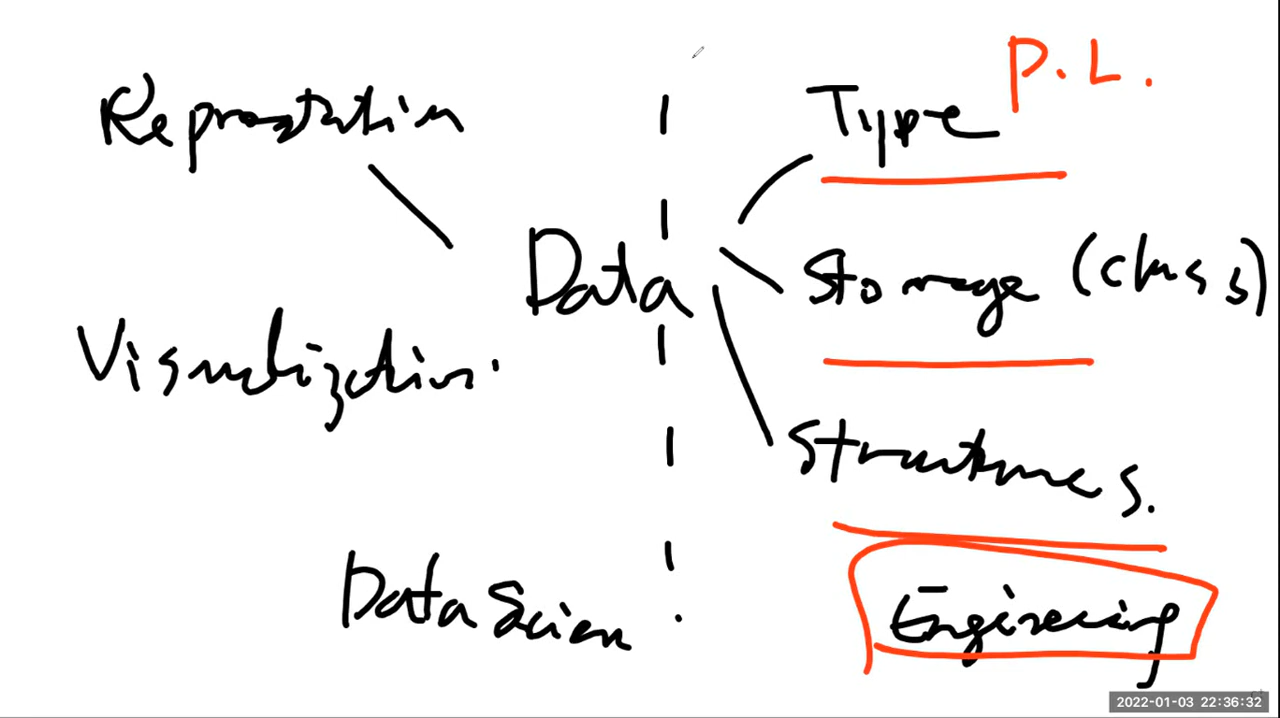 P.L.
Representation
Type
Data
Storage (class)
Visualization.
Structures.
Data Scien
Engineering
2022-01-03 22:36:32